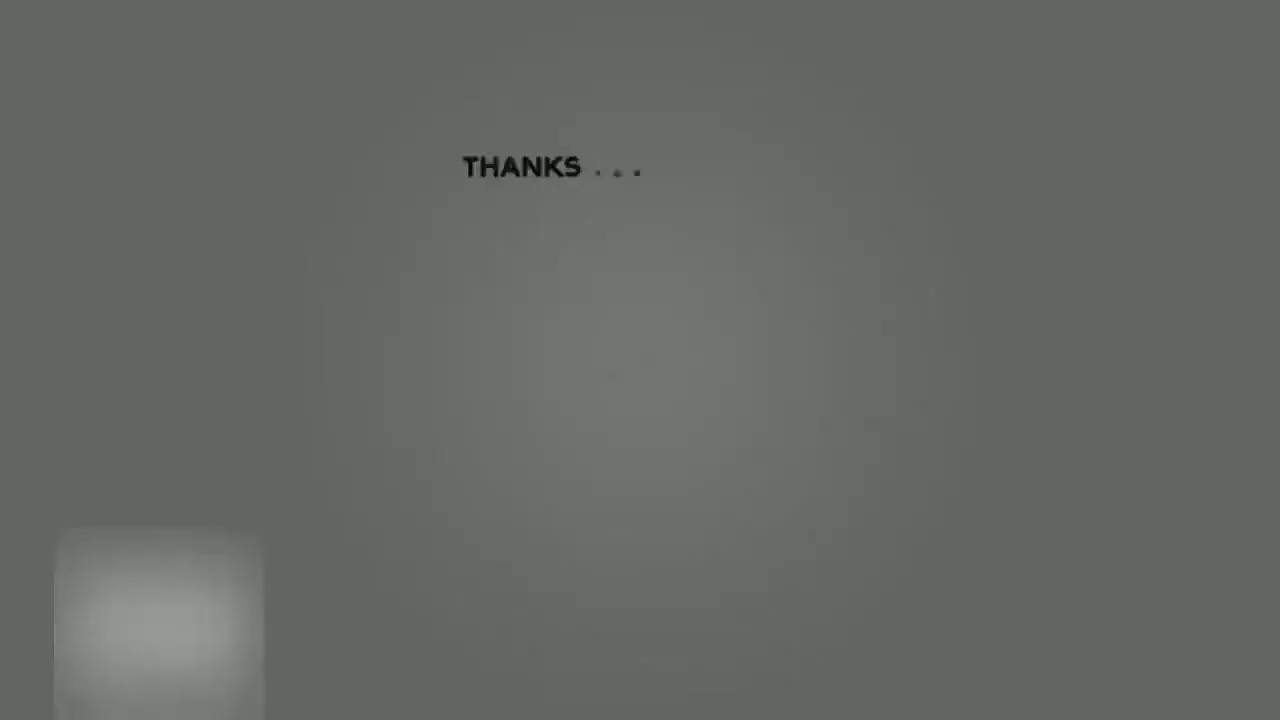 THANKS . . .